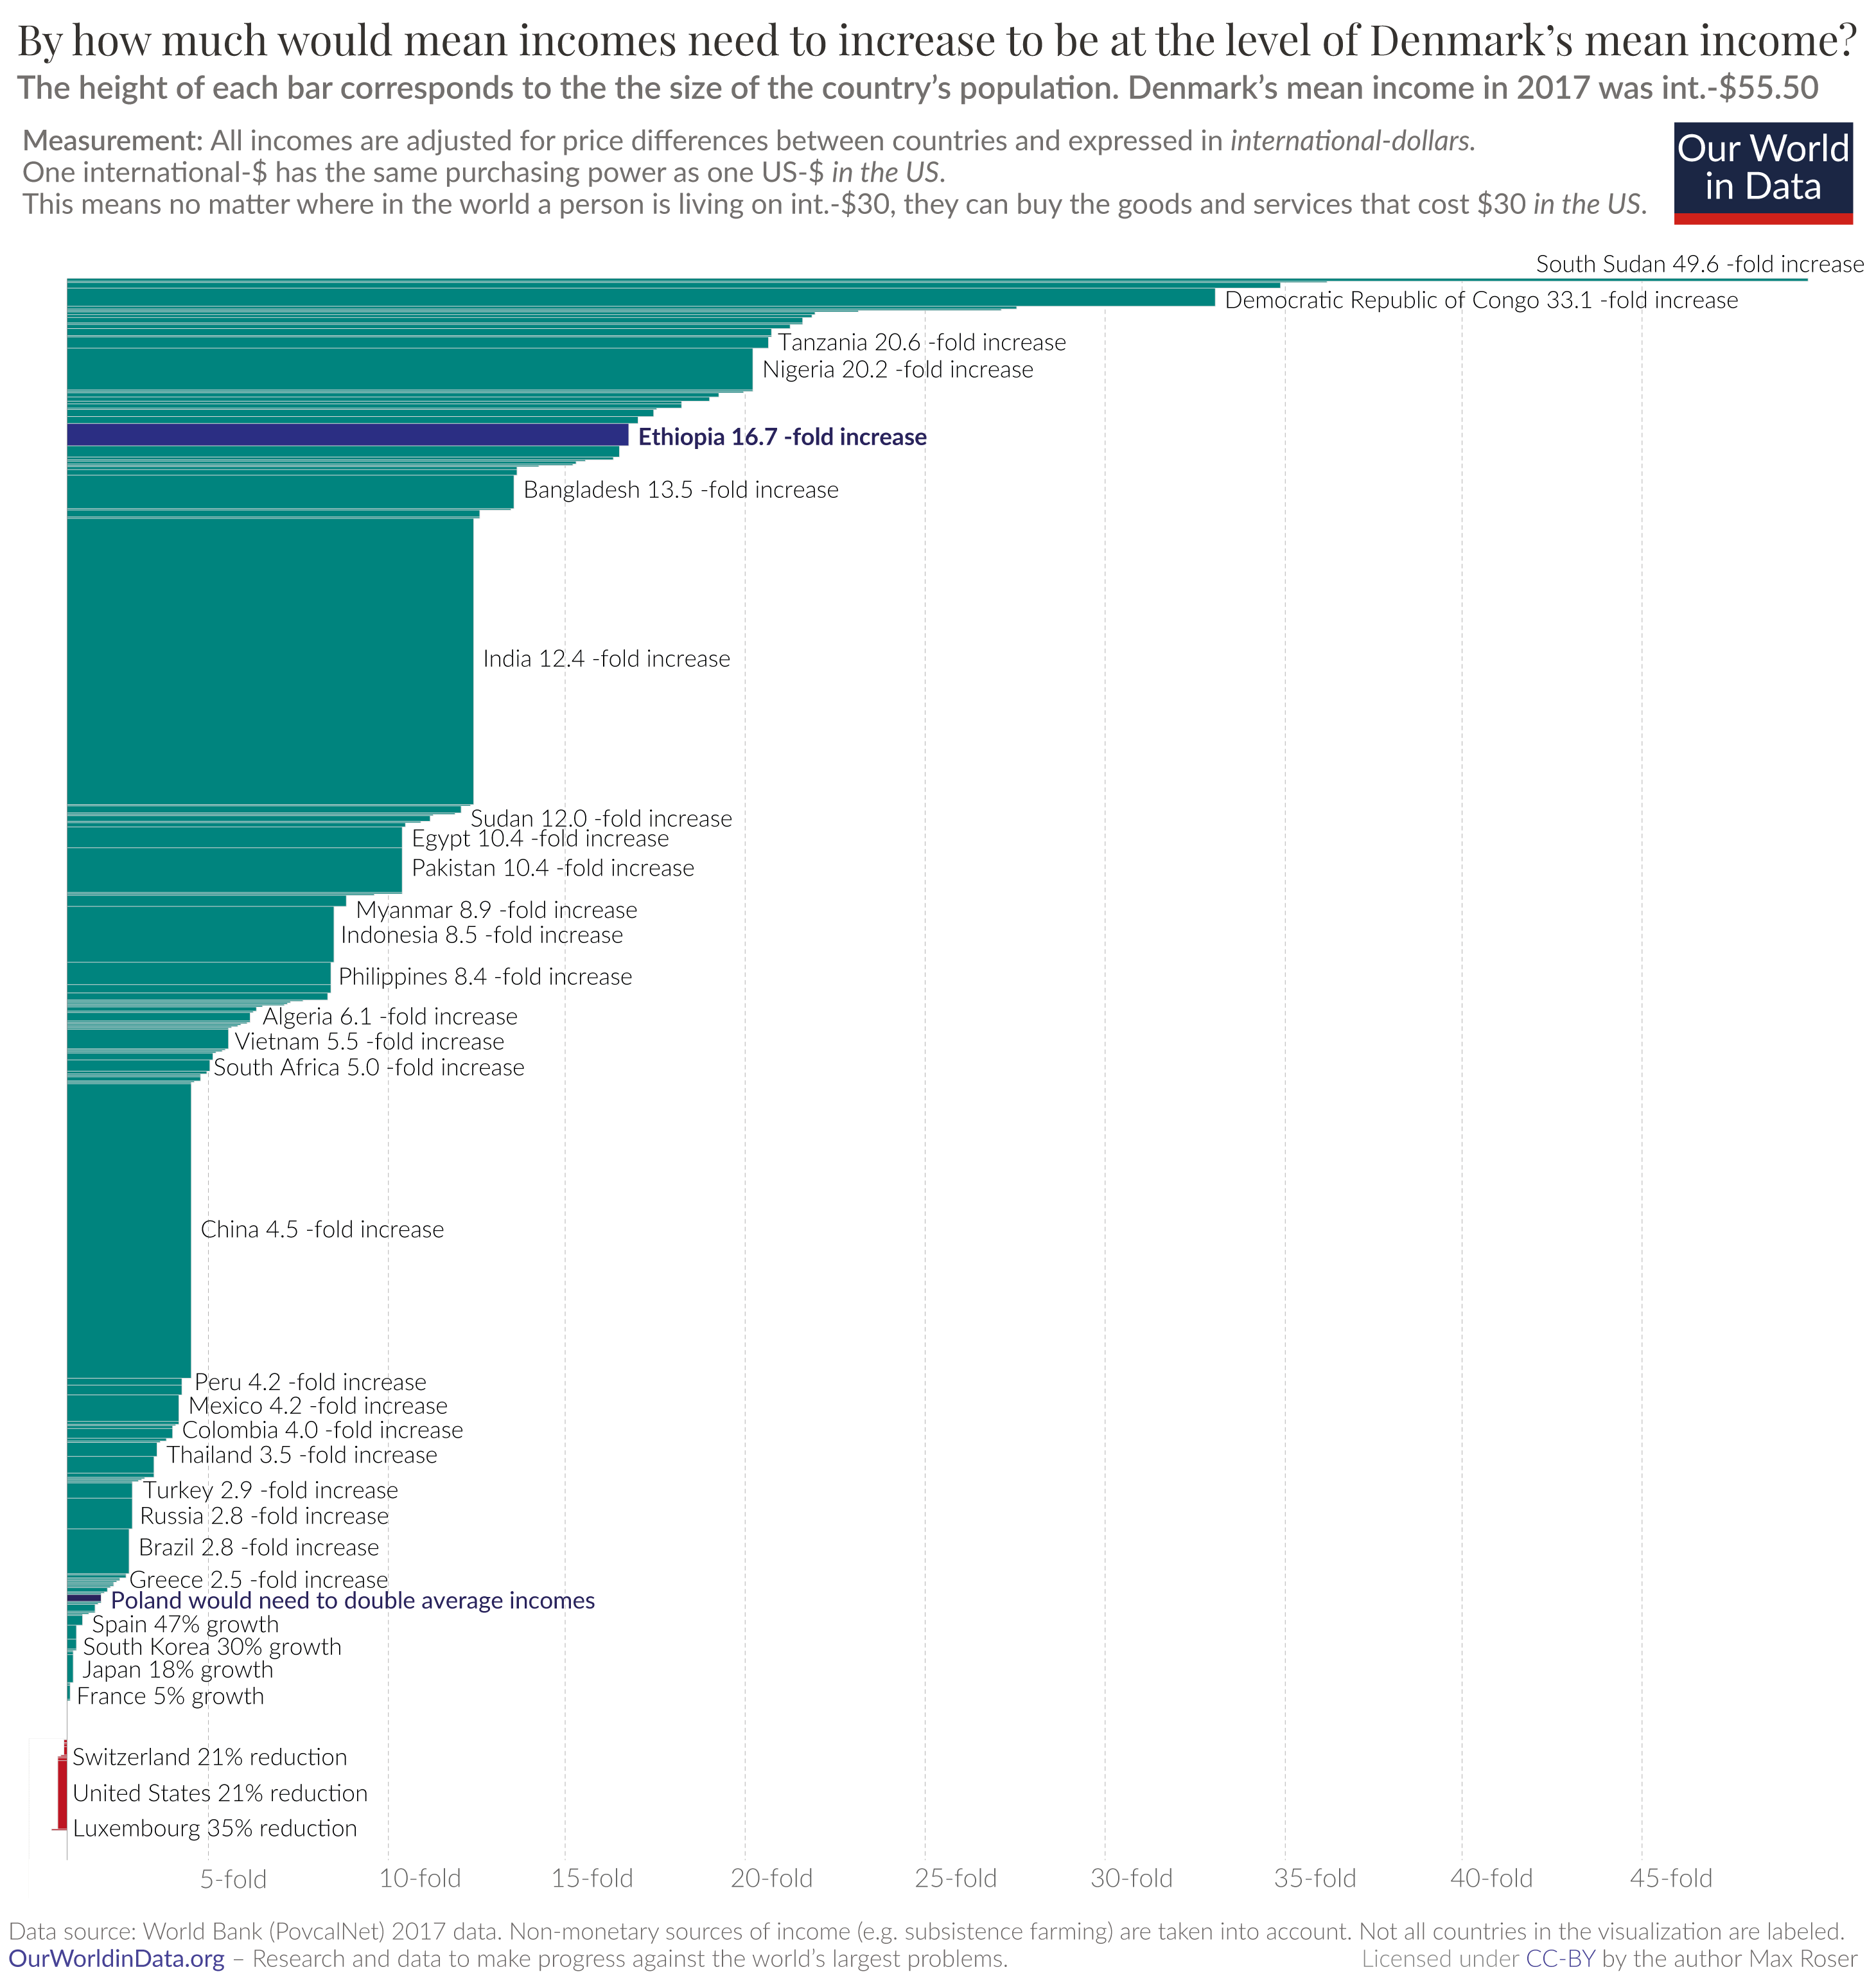 By how much would mean incomes need to increase to be at the level of Denmark's mean income?
The height of each bar corresponds to the the size of the country's population. Denmark's mean income in 2017 was int.-$55.50
Measurement: All incomes are adjusted for price differences between countries and expressed in international-dollars.
One international-$ has the same purchasing power as one US-$ in the US.
This means no matter where in the world a person is living on int.-$30, they can buy the goods and services that cost $30 in the US.
Our World
in Data
South Sudan 49.6 -fold increase
Democratic Republic of Congo 33.1 -fold increase
Tanzania 20.6 -fold increase
Nigeria 20.2 -fold increase
Ethiopia 16.7 -fold increase
Bangladesh 13.5 -fold increase
India 12.4 -fold increase
Sudan 12.0 -fold increase
Egypt 10.4 -fold increase
Pakistan 10.4 -fold increase
Myanmar 8.9 -fold increase
Indonesia 8.5 -fold increase
Philippines 8.4 -fold increase
Algeria 6.1 -fold increase
Vietnam 5.5 -fold increase
South Africa 5.0 -fold increase
China 4.5 -fold increase
Peru 4.2 -fold increase
Mexico 4.2 -fold increase
Colombia 4.0 -fold increase
Thailand 3.5 -fold increase
Turkey 2.9 -fold increase
Russia 2.8 -fold increase
Brazil 2.8 -fold increase
Greece 2.5 -fold increase
Poland would need to double average incomes
Spain 47% growth
South Korea 30% growth
Japan 18% growth
France 5% growth
Switzerland 21% reduction
United States 21% reduction
Luxembourg 35% reduction
5-fold 10-fold 15-fold 20-fold 25-fold 30-fold 35-fold 40-fold 45-fold
Data source: World Bank (PovcalNet) 2017 data. Non-monetary sources of income (e.g. subsistence farming) are taken into account. Not all countries in the visualization are labeled.
OurWorldinData.org – Research and data to make progress against the world's largest problems.
Licensed under CC-BY by the author Max Roser